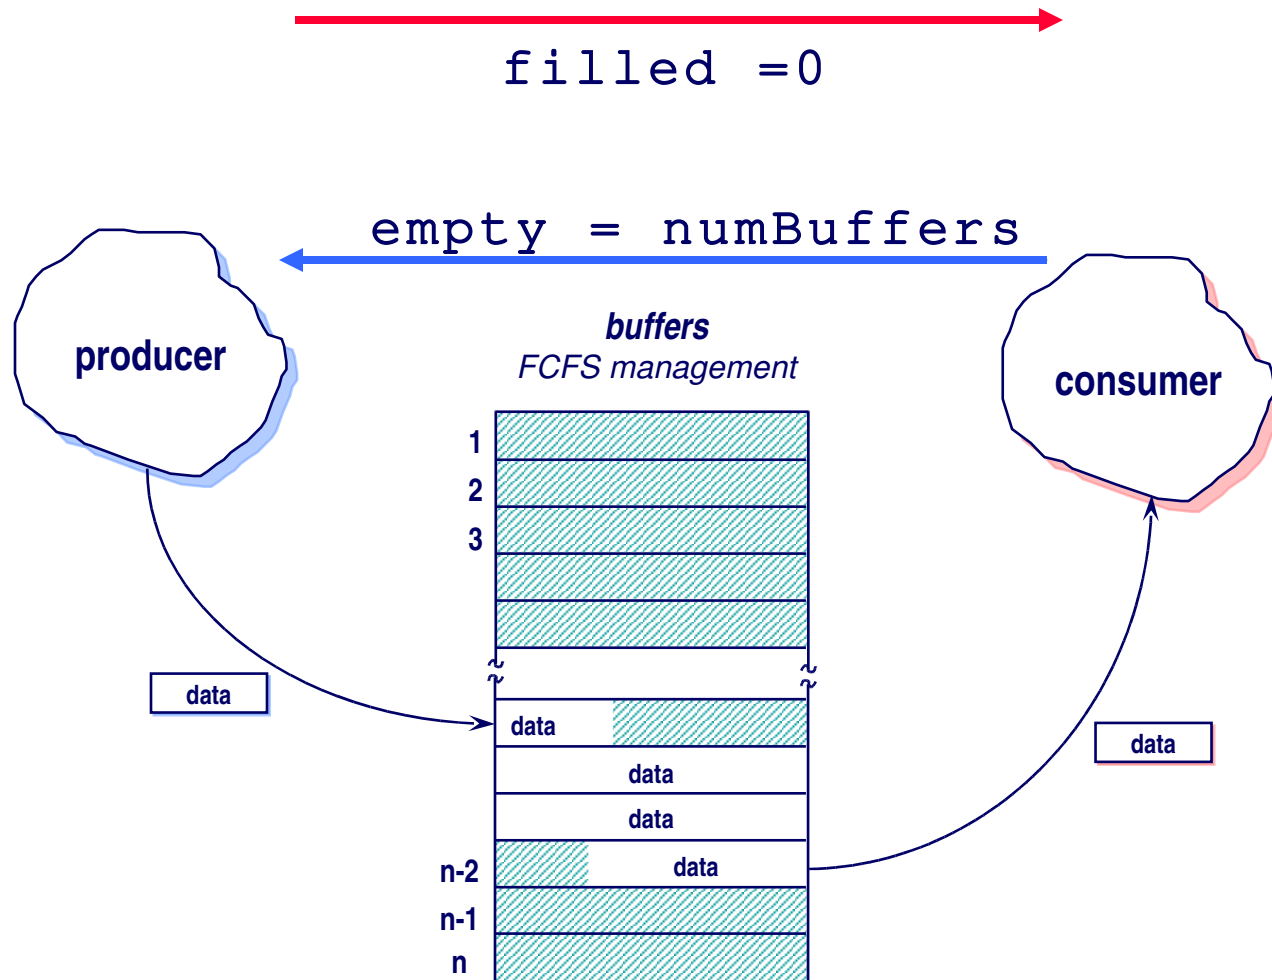 filled =0
empty = numBuffers
buffers
FCFS management
producer
consumer
1
2
3
data
data
data
data
data
n-2
data
n-1
n